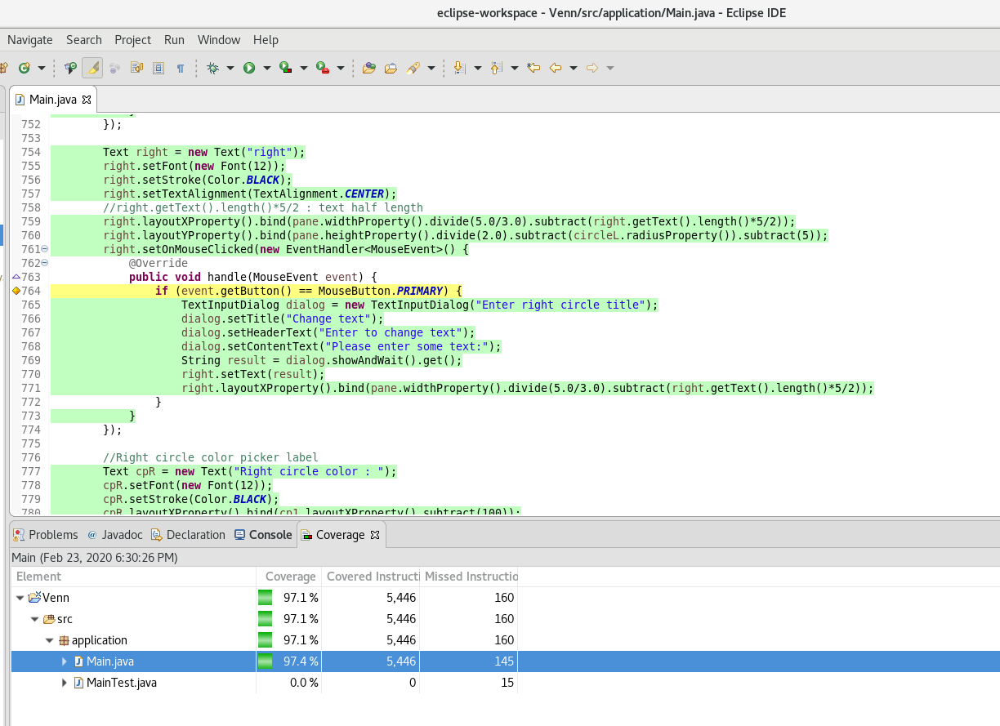 eclipse-workspace - Venn/src/application/Main.java - Eclipse IDE
Navigate Search Project Run Window Help
Main.java
752 });
753
754 Text right = new Text("right");
755 right.setFont(new Font(12));
756 right.setStroke(Color.BLACK);
757 right.setTextAlignment(TextAlignment.CENTER);
758 //right.getText().length()*5/2 : text half length
759 right.layoutXProperty().bind(pane.widthProperty().divide(5.0/3.0).subtract(right.getText().length()*5/2));
760 right.layoutYProperty().bind(pane.heightProperty().divide(2.0).subtract(circleL.radiusProperty()).subtract(5));
761 right.setOnMouseClicked(new EventHandler<MouseEvent>() {
762 @Override
763 public void handle(MouseEvent event) {
764 if (event.getButton() == MouseButton.PRIMARY) {
765 TextInputDialog dialog = new TextInputDialog("Enter right circle title");
766 dialog.setTitle("Change text");
767 dialog.setHeaderText("Enter to change text");
768 dialog.setContentText("Please enter some text:");
769 String result = dialog.showAndWait().get();
770 right.setText(result);
771 right.layoutXProperty().bind(pane.widthProperty().divide(5.0/3.0).subtract(right.getText().length()*5/2));
772 }
773 }
774 });
775
776 //Right circle color picker label
777 Text cpR = new Text("Right circle color : ");
778 cpR.setFont(new Font(12));
779 cpR.setStroke(Color.BLACK);
780 cpR.layoutXProperty().bind(cp1.layoutXProperty().subtract(100));
Problems Javadoc Declaration Console Coverage
Main (Feb 23, 2020 6:30:26 PM)
Element Coverage Covered Instructi Missed Instructio
Venn 97.1 % 5,446 160
src 97.1 % 5,446 160
application 97.1 % 5,446 160
Main.java 97.4 % 5,446 145
MainTest.java 0.0 % 0 15